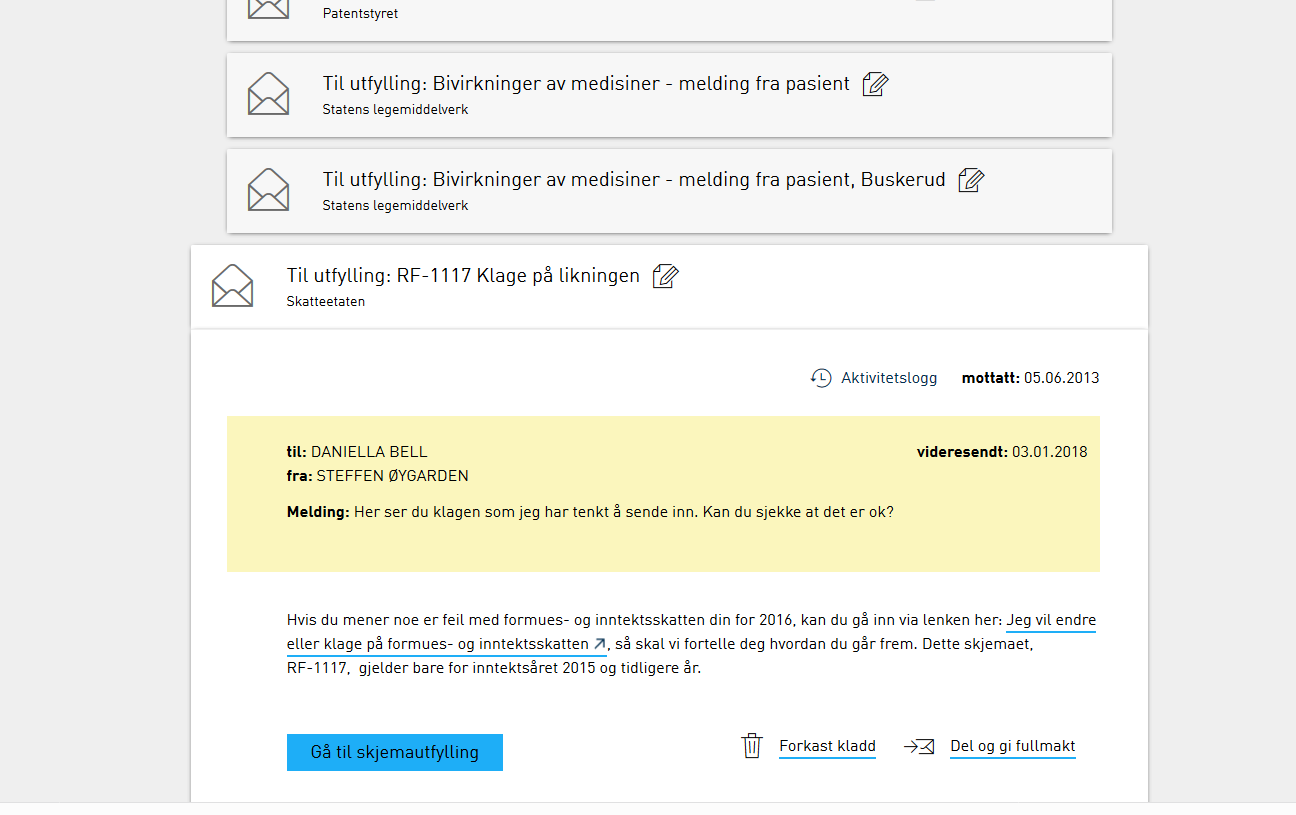 Patentstyret
Til utfylling: Bivirkninger av medisiner - melding fra pasient
Statens legemiddelverk
Til utfylling: Bivirkninger av medisiner - melding fra pasient, Buskerud
Statens legemiddelverk
Til utfylling: RF-1117 Klage på likningen
Skatteetaten
Aktivitetslogg mottatt: 05.06.2013
til: DANIELLA BELL videresendt: 03.01.2018
fra: STEFFEN ØYGARDEN
Melding: Her ser du klagen som jeg har tenkt å sende inn. Kan du sjekke at det er ok?
Hvis du mener noe er feil med formues- og inntektsskatten din for 2016, kan du gå inn via lenken her: Jeg vil endre
eller klage på formues- og inntektsskatten, så skal vi fortelle deg hvordan du går frem. Dette skjemaet,
RF-1117, gjelder bare for inntektsåret 2015 og tidligere år.
Gå til skjemautfylling Forkast kladd Del og gi fullmakt